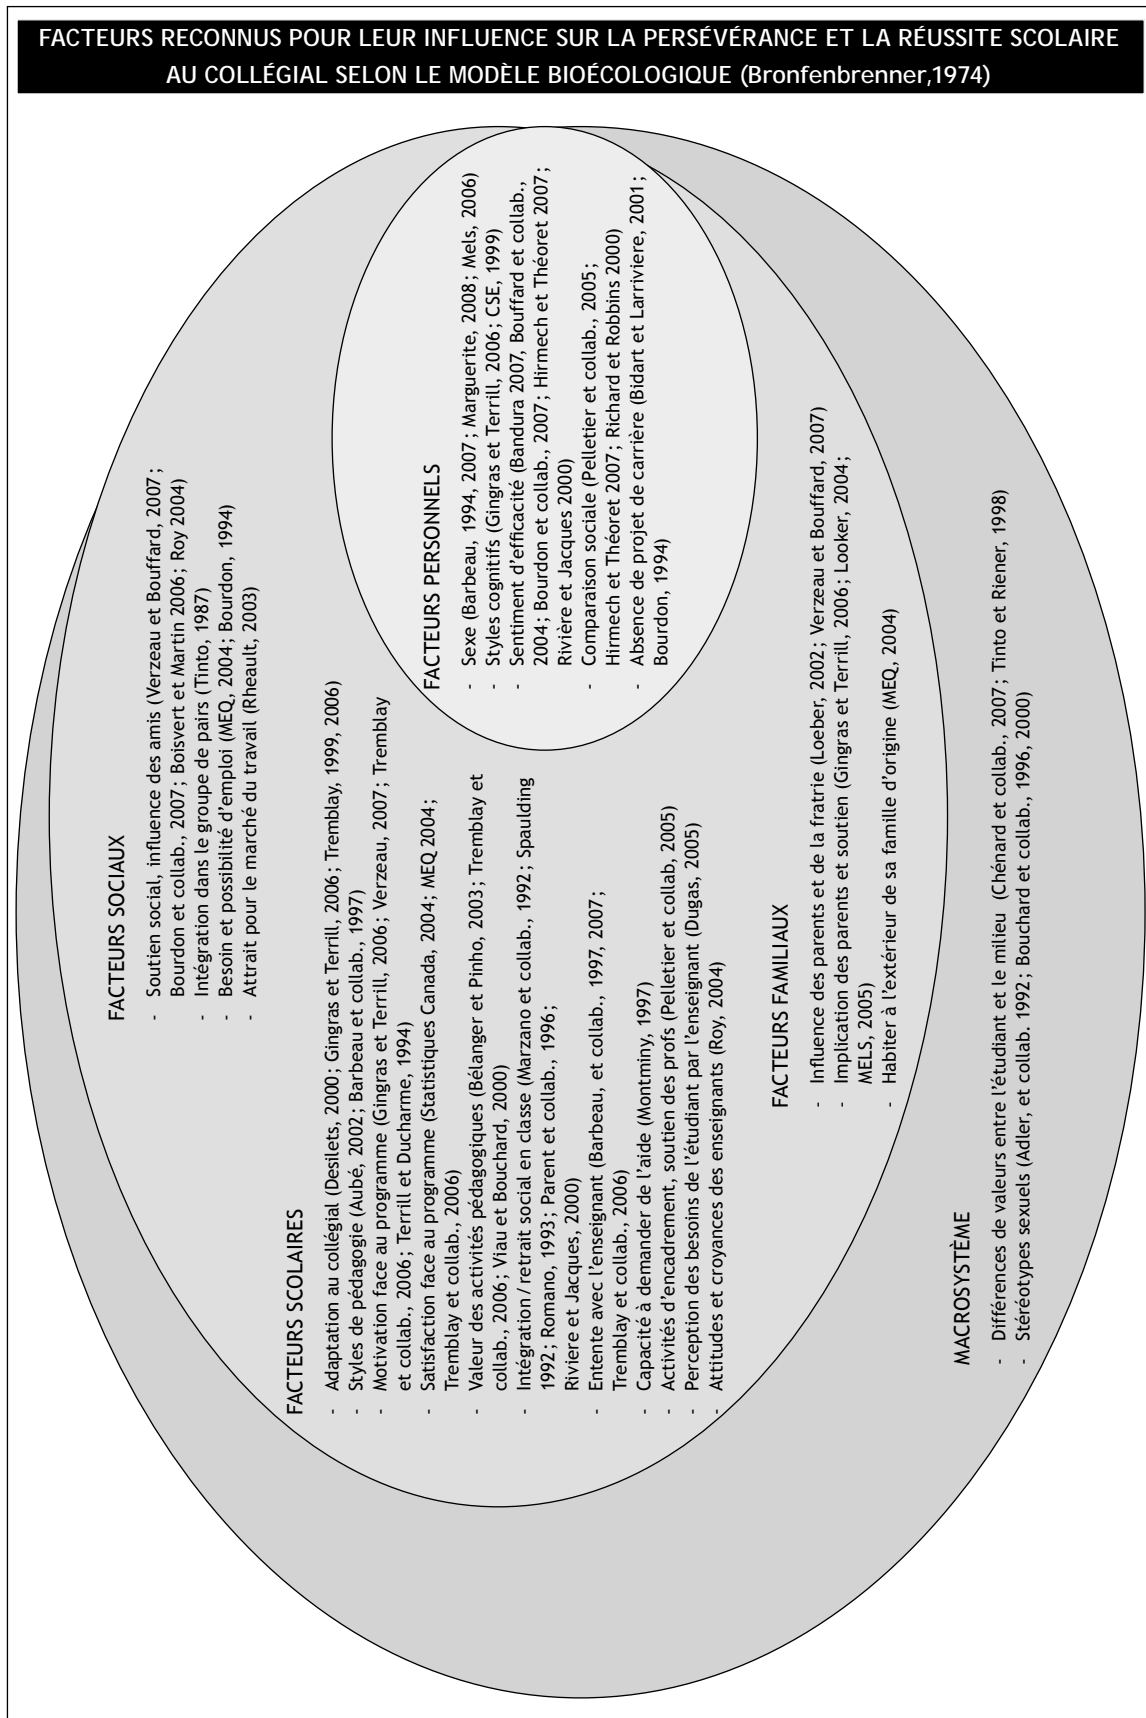 FACTEURS RECONNUS POUR LEUR INFLUENCE SUR LA PERSÉVÉRANCE ET LA RÉUSSITE SCOLAIRE
AU COLLÉGIAL SELON LE MODÈLE BIOÉCOLOGIQUE (Bronfenbrenner,1974)
FACTEURS SOCIAUX
- Soutien social, influence des amis (Verzeau et Bouffard, 2007 ;
Bourdon et collab., 2007 ; Boisvert et Martin 2006 ; Roy 2004)
- Intégration dans le groupe de pairs (Tinto, 1987)
- Besoin et possibilité d'emploi (MEQ, 2004 ; Bourdon, 1994)
- Attrait pour le marché du travail (Rheault, 2003)
FACTEURS SCOLAIRES
- Adaptation au collégial (Desilets, 2000 ; Gingras et Terrill, 2006 ; Tremblay, 1999, 2006)
- Styles de pédagogie (Aubé, 2002 ; Barbeau et collab., 1997)
- Motivation face au programme (Gingras et Terrill, 2006 ; Verzeau, 2007 ; Tremblay
et collab., 2006 ; Terrill et Ducharme, 1994)
- Satisfaction face au programme (Statistiques Canada, 2004 ; MEQ 2004 ;
Tremblay et collab., 2006)
- Valeur des activités pédagogiques (Bélanger et Pinho, 2003 ; Tremblay et
collab., 2006 ; Viau et Bouchard, 2000)
- Intégration / retrait social en classe (Marzano et collab., 1992 ; Spaulding
1992 ; Romano, 1993 ; Parent et collab., 1996 ;
Riviere et Jacques, 2000)
- Entente avec l'enseignant (Barbeau, et collab., 1997, 2007 ;
Tremblay et collab., 2006)
- Capacité à demander de l'aide (Montminy, 1997)
- Activités d'encadrement, soutien des profs (Pelletier et collab, 2005)
- Perception des besoins de l'étudiant par l'enseignant (Dugas, 2005)
- Attitudes et croyances des enseignants (Roy, 2004)
FACTEURS PERSONNELS
- Sexe (Barbeau, 1994, 2007 ; Marguerite, 2008 ; Mels, 2006)
- Styles cognitifs (Gingras et Terrill, 2006 ; CSE, 1999)
- Sentiment d'efficacité (Bandura 2007, Bouffard et collab.,
2004 ; Bourdon et collab., 2007 ; Hirmech et Théoret 2007 ;
Rivière et Jacques 2000)
- Comparaison sociale (Pelletier et collab., 2005 ;
Hirmech et Théoret 2007 ; Richard et Robbins 2000)
- Absence de projet de carrière (Bidart et Larriviere, 2001 ;
Bourdon, 1994)
FACTEURS FAMILIAUX
- Influence des parents et de la fratrie (Loeber, 2002 ; Verzeau et Bouffard, 2007)
- Implication des parents et soutien (Gingras et Terrill, 2006 ; Looker, 2004 ;
MELS, 2005)
- Habiter à l'extérieur de sa famille d'origine (MEQ, 2004)
MACROSYSTÈME
- Différences de valeurs entre l'étudiant et le milieu (Chénard et collab., 2007 ; Tinto et Riener, 1998)
- Stéréotypes sexuels (Adler, et collab. 1992 ; Bouchard et collab., 1996, 2000)